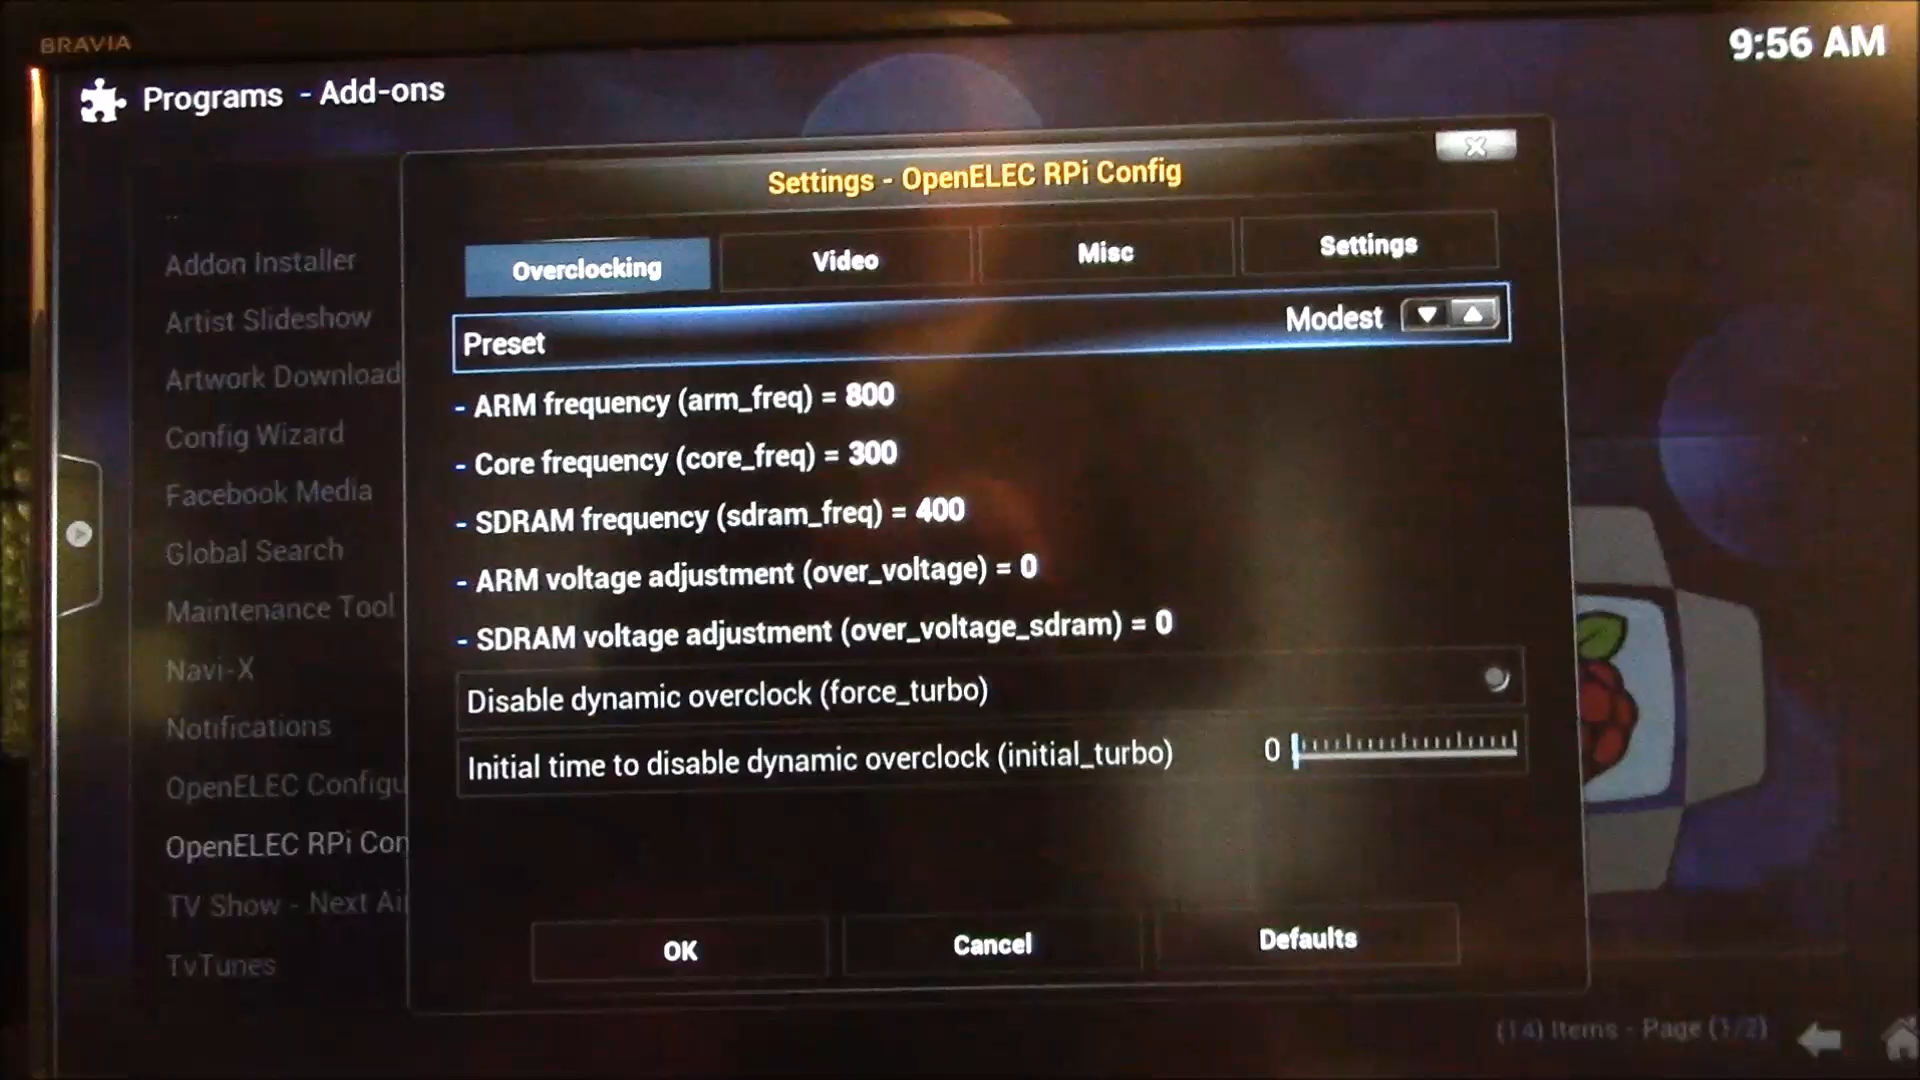 BRAVIA
9:56 AM
Programs - Add-ons
Settings - OpenELEC RPi Config
Overclocking Video Misc Settings
Preset Modest
- ARM frequency (arm_freq) = 800
- Core frequency (core_freq) = 300
- SDRAM frequency (sdram_freq) = 400
- ARM voltage adjustment (over_voltage) = 0
- SDRAM voltage adjustment (over_voltage_sdram) = 0
Disable dynamic overclock (force_turbo)
Initial time to disable dynamic overclock (initial_turbo) 0
OK Cancel Defaults
..
Addon Installer
Artist Slideshow
Artwork Download
Config Wizard
Facebook Media
Global Search
Maintenance Tool
Navi-X
Notifications
OpenELEC Configu
OpenELEC RPi Con
TV Show - Next Ai
TvTunes
(14) Items - Page (1/2)